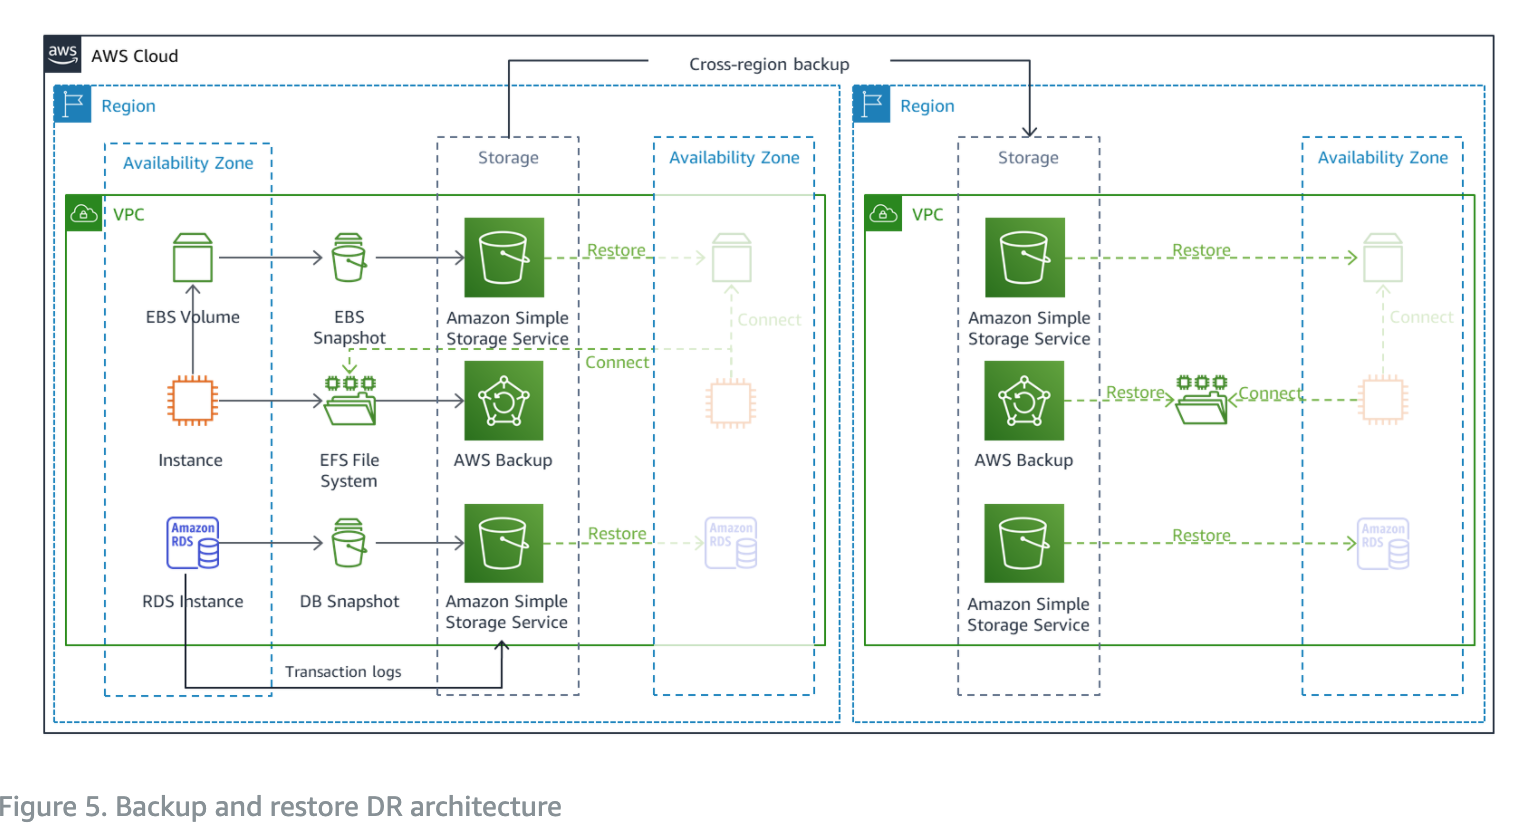 aws
AWS Cloud
Cross-region backup
Region
Region
Availability Zone
Storage
Availability Zone
Storage
Availability Zone
VPC
VPC
Restore
Restore
EBS Volume
EBS
Snapshot
Amazon Simple
Storage Service
Connect
Amazon Simple
Storage Service
Connect
Connect
Restore
Connect
Instance
EFS File
System
AWS Backup
AWS Backup
Amazon
RDS
Restore
Amazon
RDS
Restore
Amazon
RDS
RDS Instance
DB Snapshot
Amazon Simple
Storage Service
Amazon Simple
Storage Service
Transaction logs
Figure 5. Backup and restore DR architecture